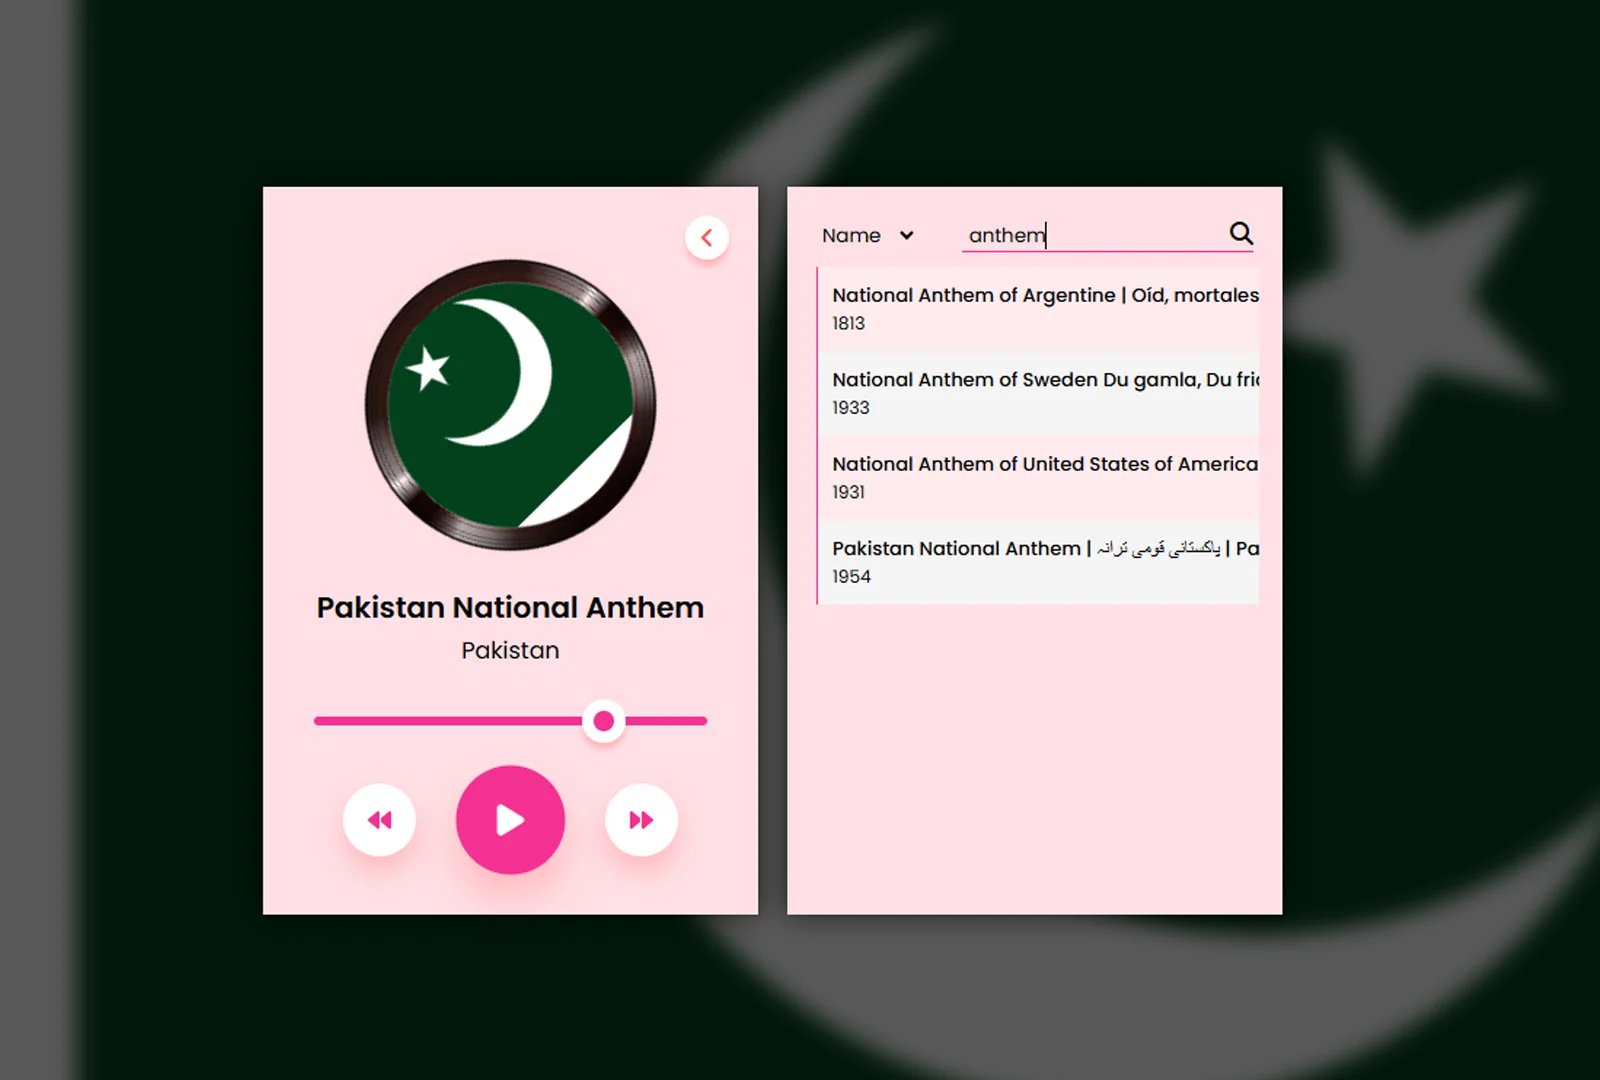 Pakistan National Anthem
Pakistan
Name
anthem
National Anthem of Argentine | Oíd, mortales
1813
National Anthem of Sweden Du gamla, Du fri
1933
National Anthem of United States of America
1931
Pakistan National Anthem | پاکستانی قومی ترانہ | Pa
1954